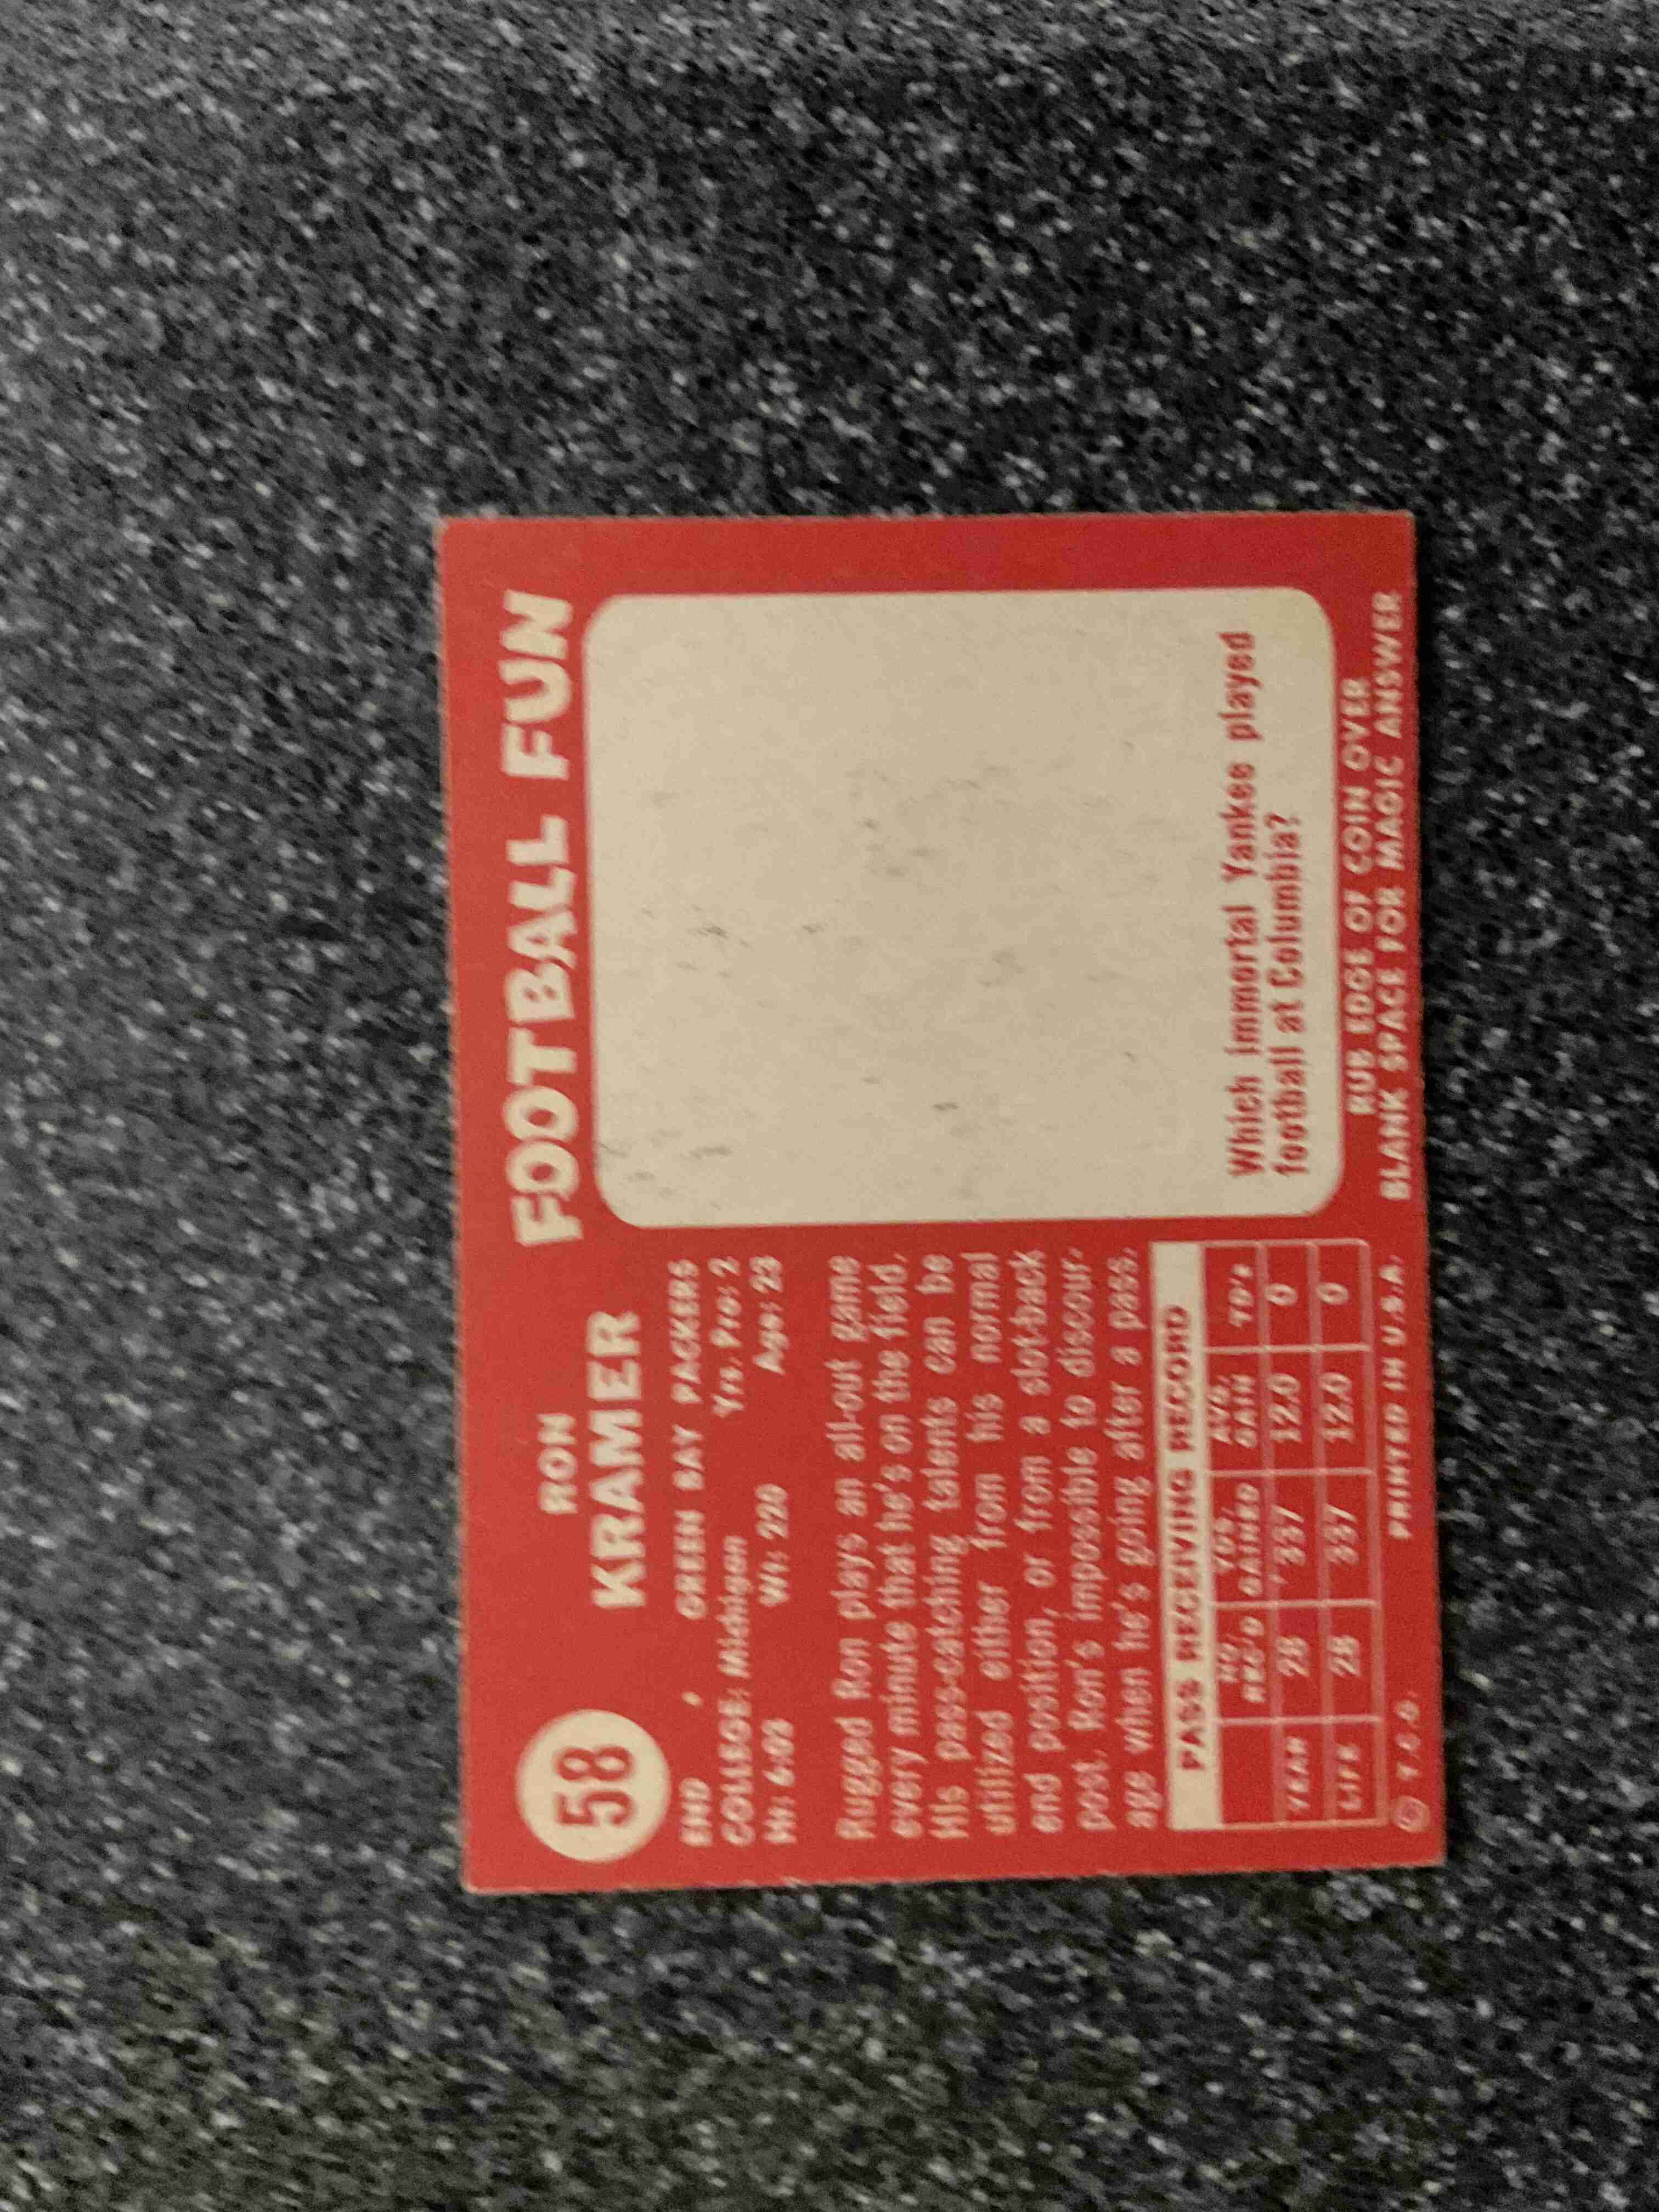 58
RON
KRAMER
END GREEN BAY PACKERS
COLLEGE: Michigan Yrs. Pro: 2
Ht: 6-03 Wt: 220 Age: 23
Rugged Ron plays an all-out game
every minute that he's on the field.
His pass-catching talents can be
utilized either from his normal
end position, or from a slot-back
post. Ron's impossible to discour-
age when he's going after a pass.
PASS RECEIVING RECORD
NO. REC'D YDS. GAINED AVG. GAIN TD's
YEAR 28 337 12.0 0
LIFE 28 337 12.0 0
© T.C.G. PRINTED IN U.S.A.
FOOTBALL FUN
Which immortal Yankee played
football at Columbia?
RUB EDGE OF COIN OVER
BLANK SPACE FOR MAGIC ANSWER